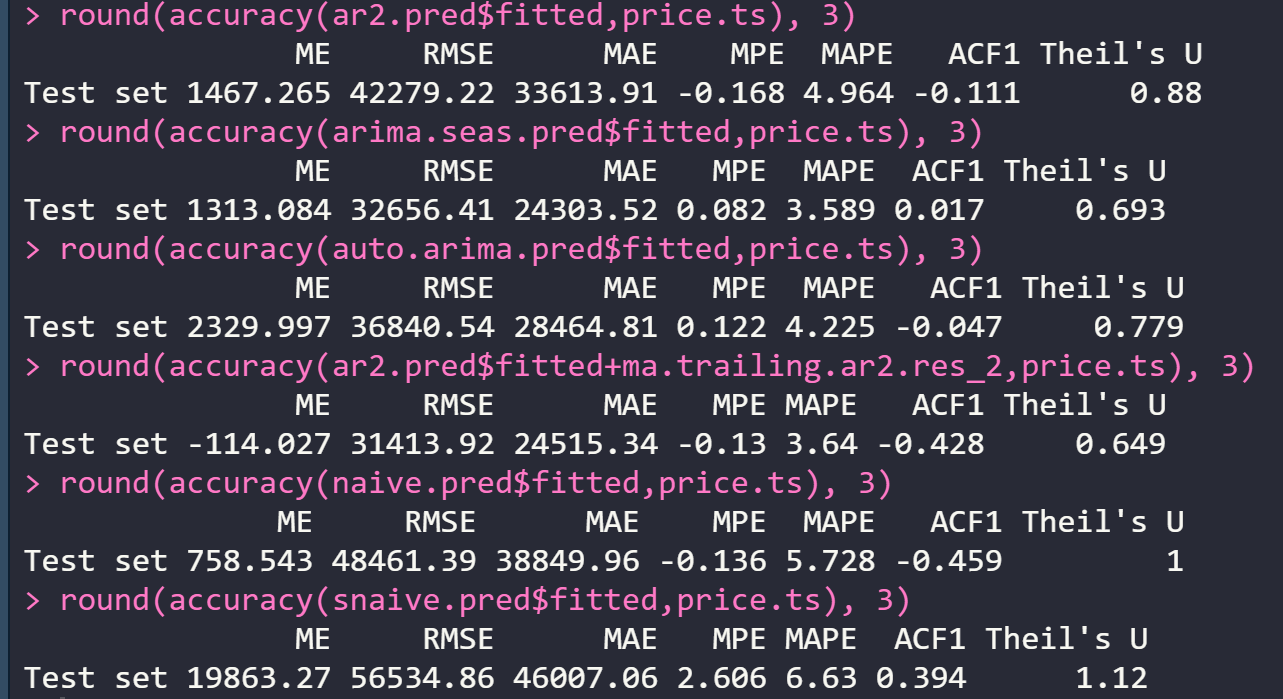 > round(accuracy(ar2.pred$fitted,price.ts), 3)
ME RMSE MAE MPE MAPE ACF1 Theil's U
Test set 1467.265 42279.22 33613.91 -0.168 4.964 -0.111 0.88
> round(accuracy(arima.seas.pred$fitted,price.ts), 3)
ME RMSE MAE MPE MAPE ACF1 Theil's U
Test set 1313.084 32656.41 24303.52 0.082 3.589 0.017 0.693
> round(accuracy(auto.arima.pred$fitted,price.ts), 3)
ME RMSE MAE MPE MAPE ACF1 Theil's U
Test set 2329.997 36840.54 28464.81 0.122 4.225 -0.047 0.779
> round(accuracy(ar2.pred$fitted+ma.trailing.ar2.res_2,price.ts), 3)
ME RMSE MAE MPE MAPE ACF1 Theil's U
Test set -114.027 31413.92 24515.34 -0.13 3.64 -0.428 0.649
> round(accuracy(naive.pred$fitted,price.ts), 3)
ME RMSE MAE MPE MAPE ACF1 Theil's U
Test set 758.543 48461.39 38849.96 -0.136 5.728 -0.459 1
> round(accuracy(snaive.pred$fitted,price.ts), 3)
ME RMSE MAE MPE MAPE ACF1 Theil's U
Test set 19863.27 56534.86 46007.06 2.606 6.63 0.394 1.12